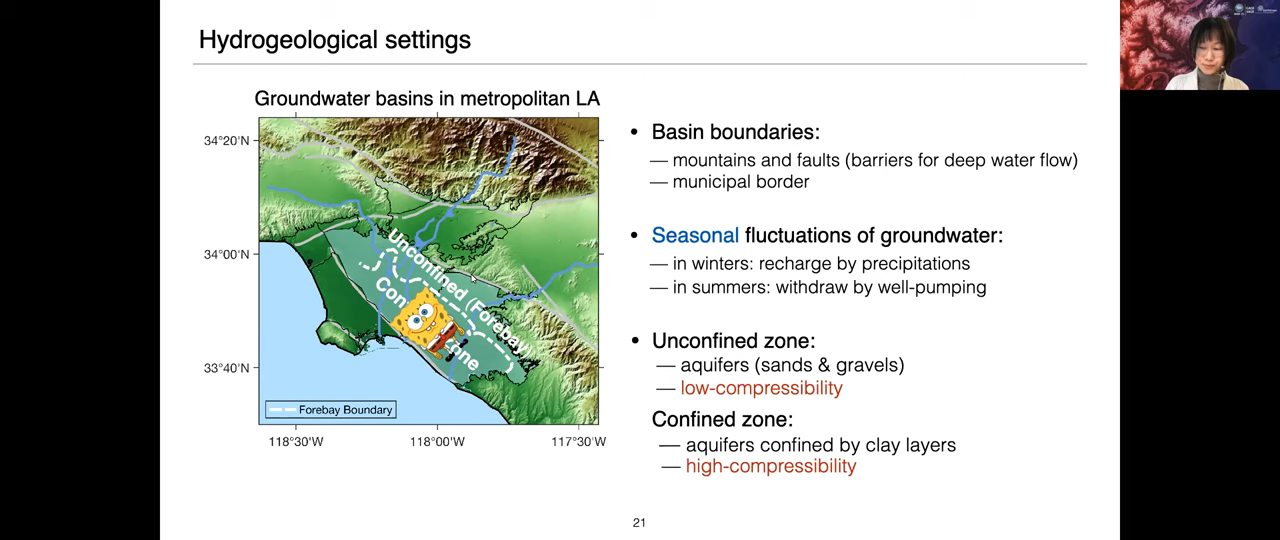 Hydrogeological settings
Groundwater basins in metropolitan LA
34°20'N
34°00'N
33°40'N
118°30'W
118°00'W
117°30'W
Unconfined (Forebay)
Con
zone
Forebay Boundary
• Basin boundaries:
— mountains and faults (barriers for deep water flow)
— municipal border
• Seasonal fluctuations of groundwater:
— in winters: recharge by precipitations
— in summers: withdraw by well-pumping
• Unconfined zone:
— aquifers (sands & gravels)
— low-compressibility
Confined zone:
— aquifers confined by clay layers
— high-compressibility
21